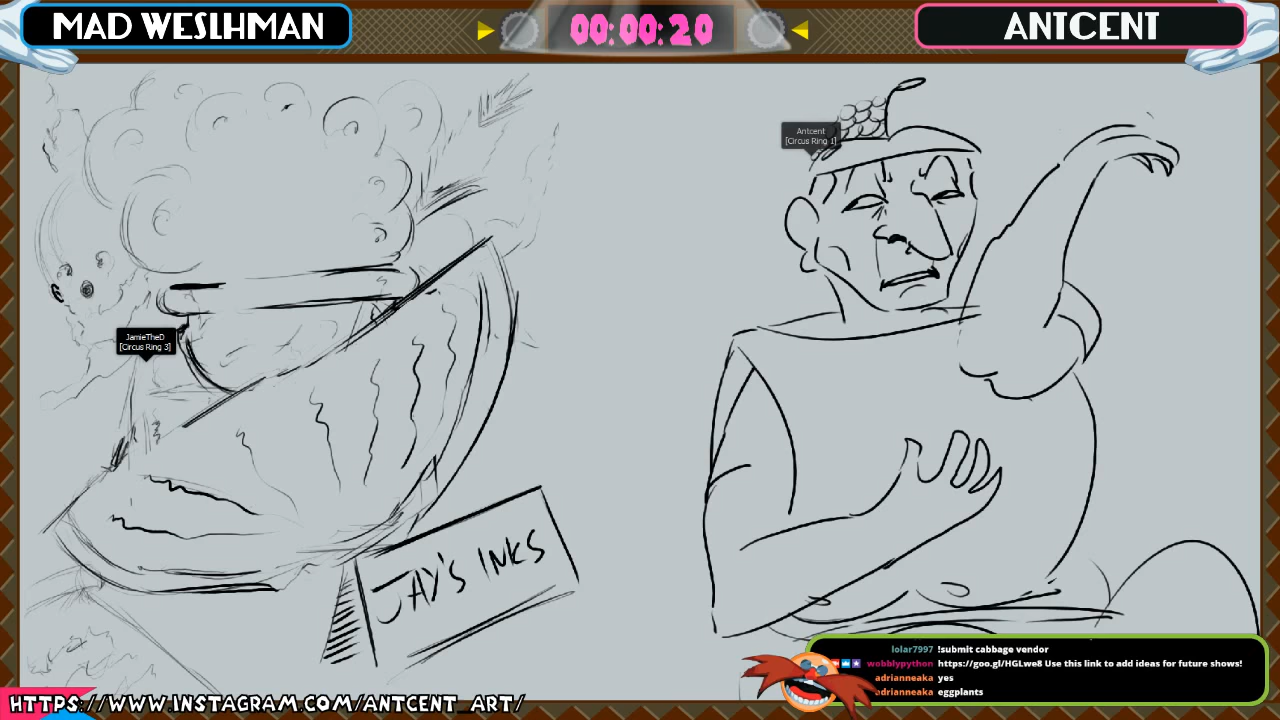 MAD WESLHMAN
00:00:20
ANTCENT
Antcent
[Circus Ring 1]
JamieTheD
[Circus Ring 3]
JAY'S INKS
lolar7997 !submit cabbage vendor
wobblypython https://goo.gl/HGLwe8 Use this link to add ideas for future shows!
adrianneaka yes
adrianneaka eggplants
HTTPS://WWW.INSTAGRAM.COM/ANTCENT_ART/